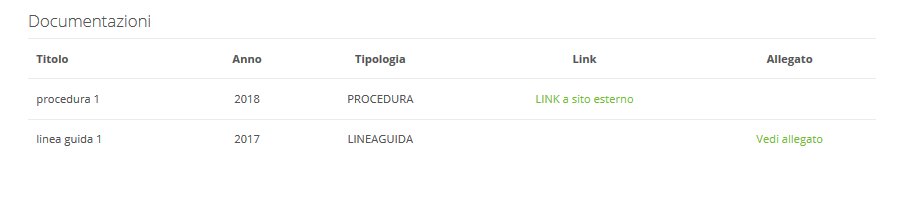 Documentazioni
Titolo Anno Tipologia Link Allegato
procedura 1 2018 PROCEDURA LINK a sito esterno
linea guida 1 2017 LINEAGUIDA Vedi allegato